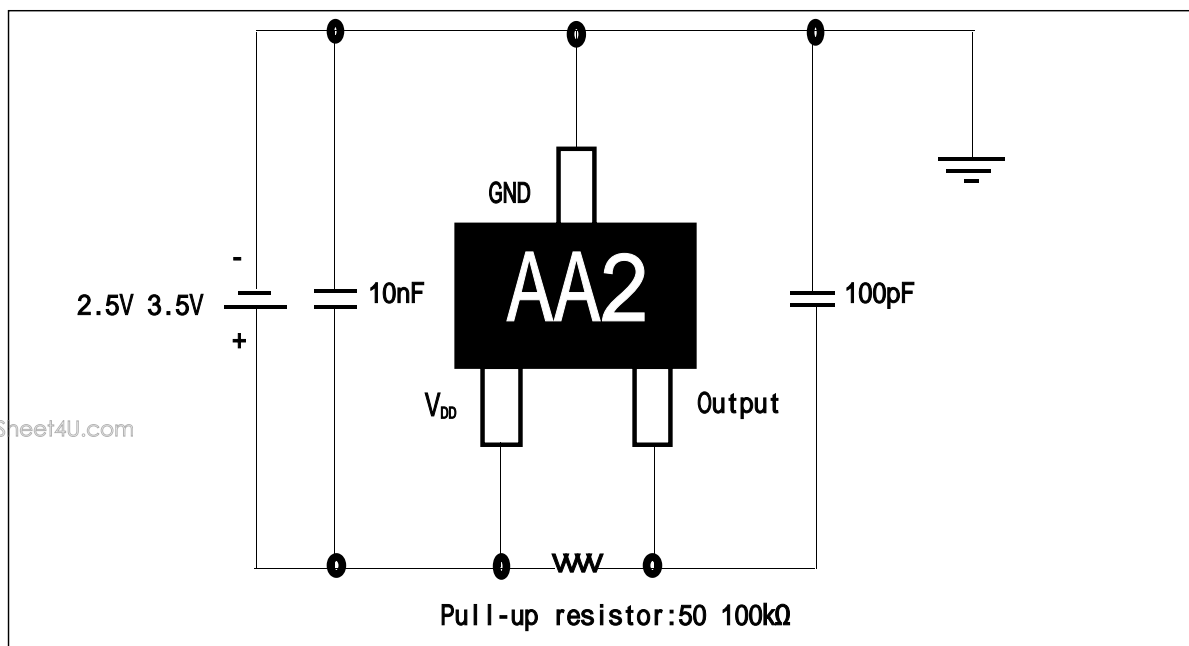 GND
AA2
-
2.5V 3.5V
+
10nF
100pF
VDD
Output
Sheet4U.com
Pull-up resistor:50 100kΩ